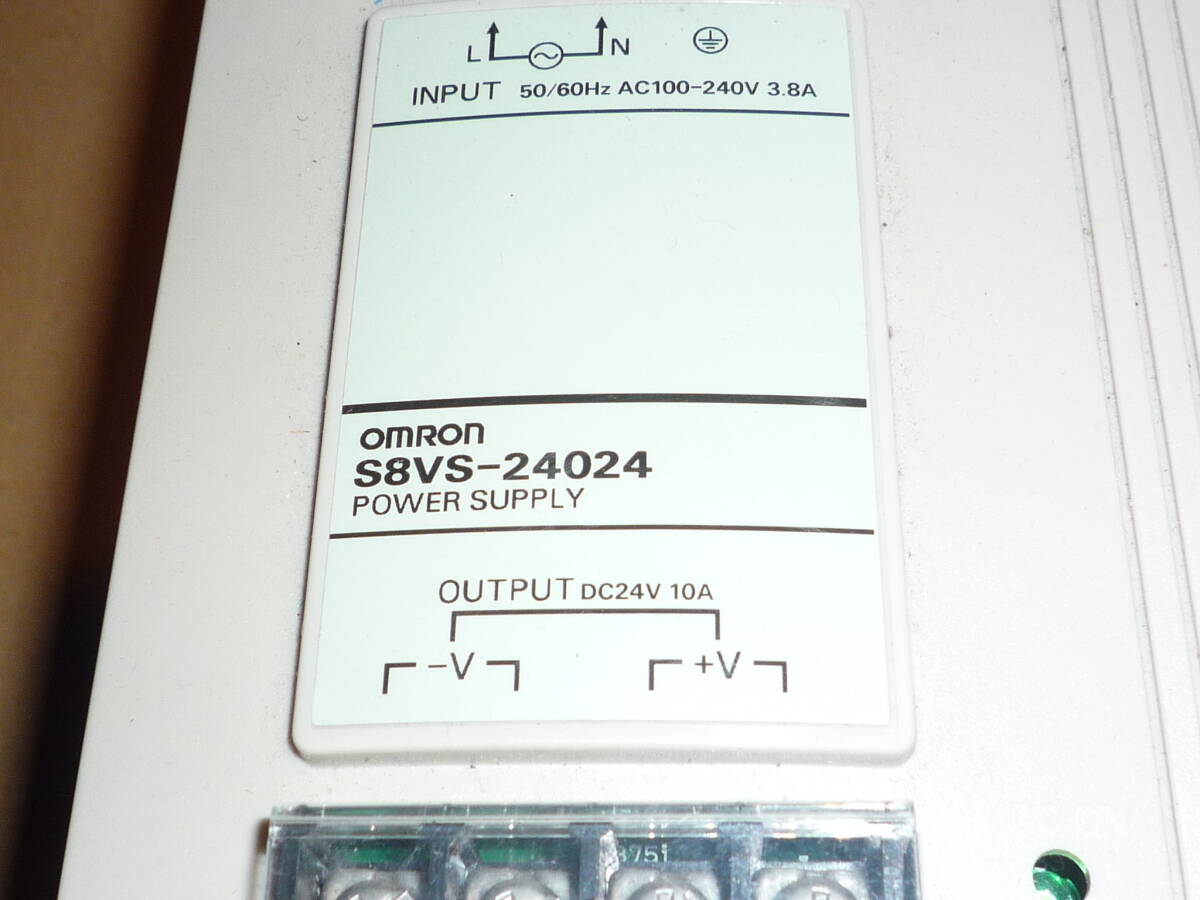 L N
INPUT 50/60Hz AC100-240V 3.8A
OMRON
S8VS-24024
POWER SUPPLY
OUTPUT DC24V 10A
-V +V